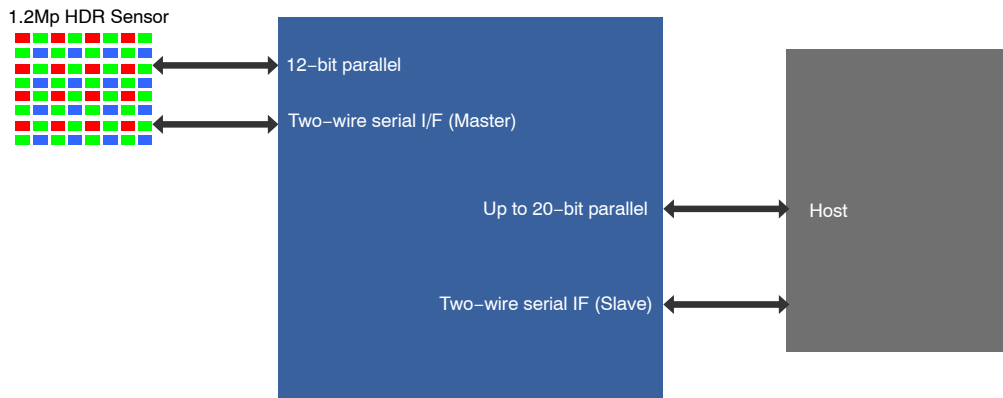 1.2Mp HDR Sensor
12−bit parallel
Two−wire serial I/F (Master)
Up to 20−bit parallel
Host
Two−wire serial IF (Slave)